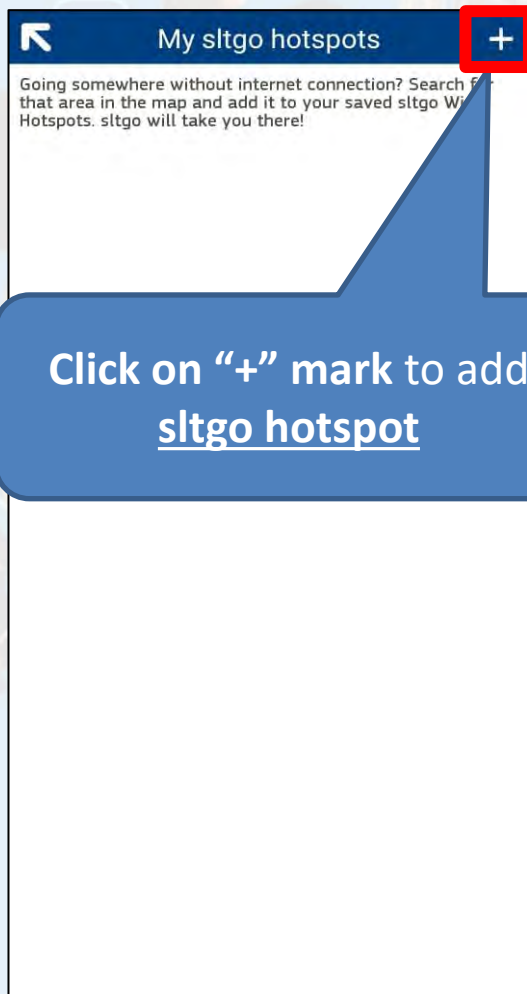 My sltgo hotspots +
Going somewhere without internet connection? Search
that area in the map and add it to your saved sltgo
Hotspots. sltgo will take you there!
Click on “+” mark to add
sltgo hotspot